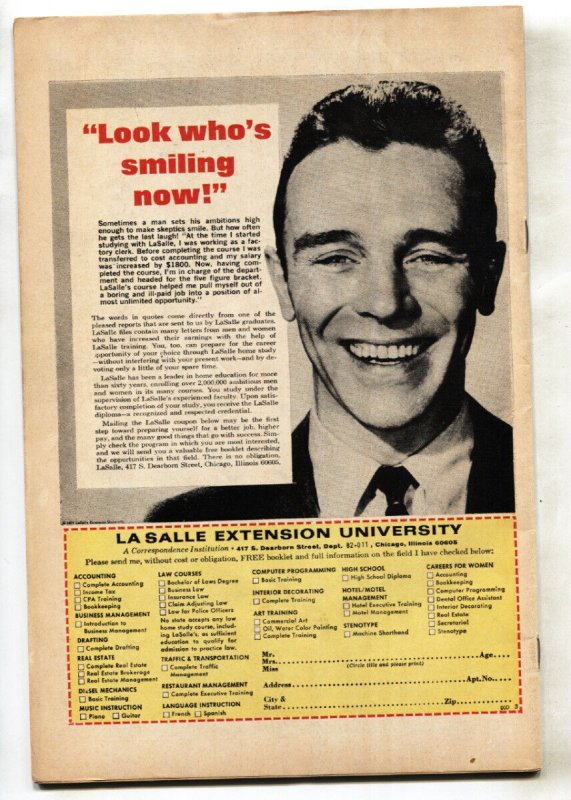 “Look who’s
smiling
now!”
Sometimes a man sets his ambitions high
enough to make skeptics smile. But how often
he gets the last laugh! “At the time I started
studying with LaSalle, I was working as a fac-
tory clerk. Before completing the course I was
transferred to cost accounting and my salary
was increased by $1800. Now, having com-
pleted the course, I’m in charge of the depart-
ment and headed for the five figure bracket.
LaSalle’s course helped me pull myself out of
a boring and ill-paid job into a position of al-
most unlimited opportunity.”
The words in quotes come directly from one of the
pleased reports that are sent to us by LaSalle graduates.
LaSalle files contain many letters from men and women
who have increased their earnings with the help of
LaSalle training. You, too, can prepare for the career
opportunity of your choice through LaSalle home study
—without interfering with your present work—and by de-
voting only a little of your spare time.
LaSalle has been a leader in home education for more
than sixty years, enrolling over 2,000,000 ambitious men
and women in its many courses. You study under the
supervision of LaSalle’s experienced faculty. Upon satis-
factory completion of your study, you receive the LaSalle
diploma—a recognized and respected credential.
Mailing the LaSalle coupon below may be the first
step toward preparing yourself for a better job, higher
pay, and the many good things that go with success. Sim-
ply check the program in which you are most interested,
and we will send you a valuable free booklet describing
the opportunities in that field. There is no obligation.
LaSalle, 417 S. Dearborn Street, Chicago, Illinois 60605.
LA SALLE EXTENSION UNIVERSITY
A Correspondence Institution • 417 S. Dearborn Street, Dept. 82-011, Chicago, Illinois 60605
Please send me, without cost or obligation, FREE booklet and full information on the field I have checked below:
ACCOUNTING
Complete Accounting
Income Tax
CPA Training
Bookkeeping
BUSINESS MANAGEMENT
Introduction to
Business Management
DRAFTING
Complete Drafting
REAL ESTATE
Complete Real Estate
Real Estate Brokerage
Real Estate Management
DIESEL MECHANICS
Basic Training
MUSIC INSTRUCTION
Piano Guitar
LAW COURSES
Bachelor of Laws Degree
Business Law
Insurance Law
Claim Adjusting Law
Law for Police Officers
No state accepts any law
home study course, includ-
ing LaSalle’s, as sufficient
education to qualify for
admission to practice law.
TRAFFIC & TRANSPORTATION
Complete Traffic
Management
RESTAURANT MANAGEMENT
Complete Executive Training
LANGUAGE INSTRUCTION
French Spanish
COMPUTER PROGRAMMING
Basic Training
INTERIOR DECORATING
Complete Training
ART TRAINING
Commercial Art
Oil, Water Color Painting
Complete Training
HIGH SCHOOL
High School Diploma
HOTEL/MOTEL
MANAGEMENT
Hotel Executive Training
Motel Management
STENOTYPE
Machine Shorthand
CAREERS FOR WOMEN
Accounting
Bookkeeping
Computer Programming
Dental Office Assistant
Interior Decorating
Real Estate
Secretarial
Stenotype
Mr.
Mrs. Age
Miss (Circle title and please print)
Address Apt.No.
City &
State Zip